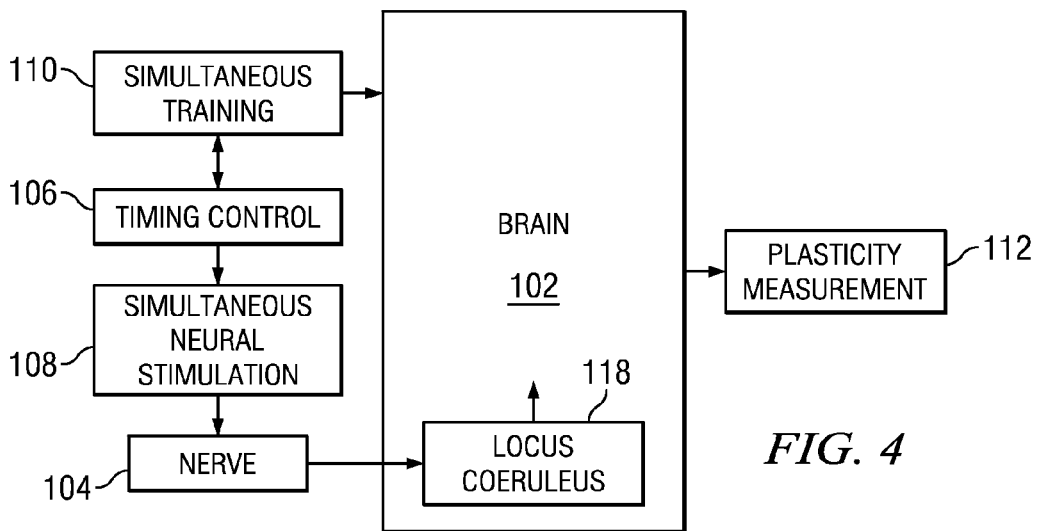 110
SIMULTANEOUS
TRAINING
106
TIMING CONTROL
108
SIMULTANEOUS
NEURAL
STIMULATION
104
NERVE
BRAIN
102
118
LOCUS
COERULEUS
PLASTICITY
MEASUREMENT
112
FIG. 4